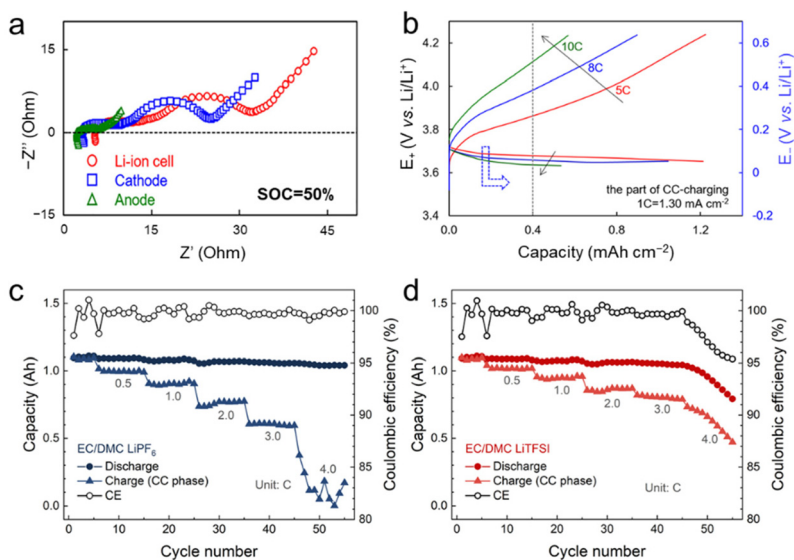 a
15
0
−15
−Z'' (Ohm)
Li-ion cell
Cathode
Anode
SOC=50%
0
15
30
45
Z' (Ohm)
b
4.2
4.0
3.8
3.6
3.4
E₊ (V vs. Li/Li⁺)
10C
8C
5C
0.6
0.4
0.2
0
-0.2
E₋ (V vs. Li/Li⁺)
the part of CC-charging
1C=1.30 mA cm⁻²
0.0
0.4
0.8
1.2
Capacity (mAh cm⁻²)
c
1.5
1.0
0.5
0.0
Capacity (Ah)
0.5
1.0
2.0
3.0
4.0
EC/DMC LiPF₆
Discharge
Charge (CC phase)
CE
Unit: C
100
95
90
85
80
Coulombic efficiency (%)
0
10
20
30
40
50
Cycle number
d
1.5
1.0
0.5
0.0
Capacity (Ah)
0.5
1.0
2.0
3.0
4.0
EC/DMC LiTFSI
Discharge
Charge (CC phase)
CE
Unit: C
100
95
90
85
80
Coulombic efficiency (%)
0
10
20
30
40
50
Cycle number